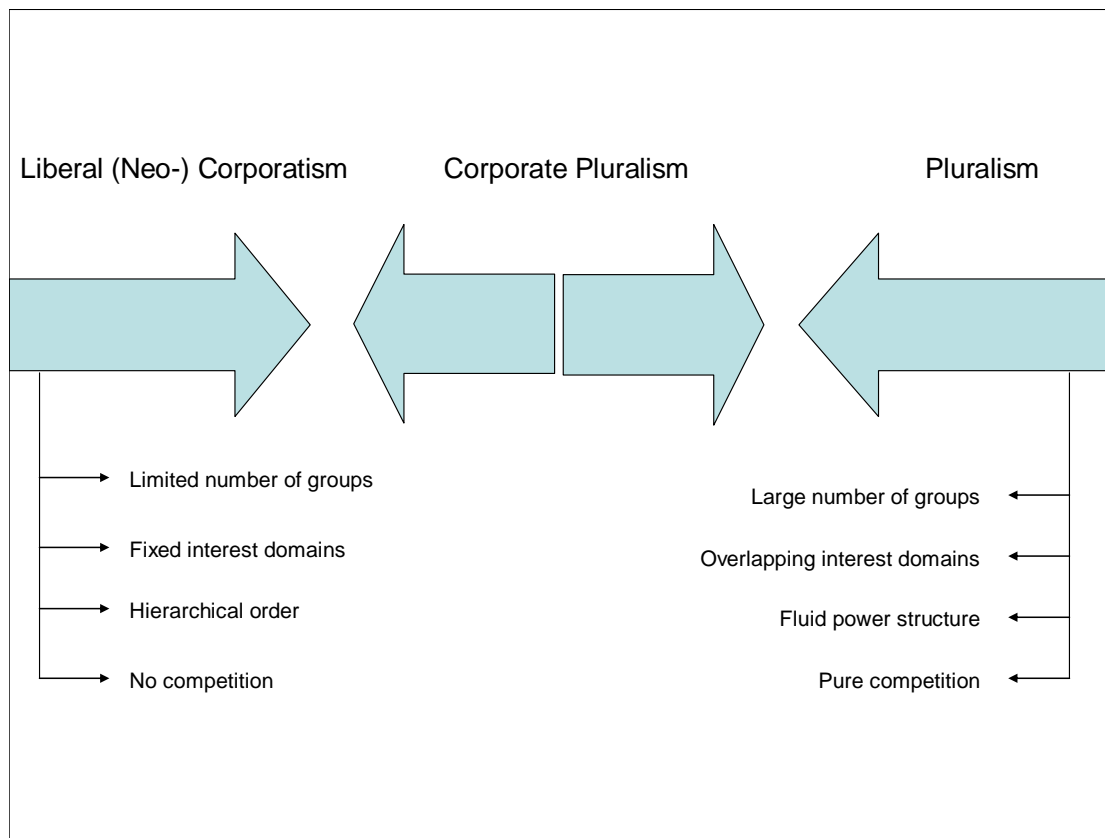 Liberal (Neo-) Corporatism
Corporate Pluralism
Pluralism
Limited number of groups
Fixed interest domains
Hierarchical order
No competition
Large number of groups
Overlapping interest domains
Fluid power structure
Pure competition